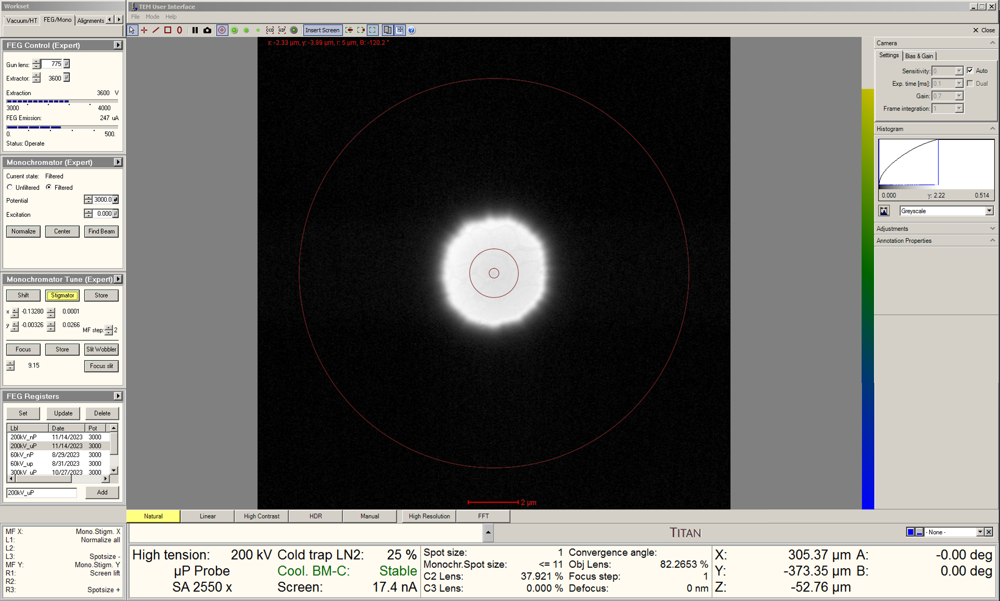 Workset
Vacuum/HT FEG/Mono Alignments
FEG Control (Expert)
Gun lens: 775
Extractor: 3600
Extraction 3600 V
3000 4000
FEG Emission: 247 uA
0. 500.
Status: Operate
Monochromator (Expert)
Current state: Filtered
Unfiltered Filtered
Potential 3000.0
Excitation 0.000
Normalize Center Find Beam
Monochromator Tune (Expert)
Shift Stigmator Store
x -0.13280 0.0001
y -0.00326 0.0266
MF step: 2
Focus Store Slit Wobbler
9.15 Focus slit
FEG Registers
Set Update Delete
Lbl Date Pot
200kV_nP 11/14/2023 3000
200kV_uP 11/14/2023 3000
60kV_nP 8/29/2023 3000
60kV_up 8/31/2023 3000
300kV_uP 10/27/2023 3000
200kV_uP Add
MF X: Mono.Stigm. X
L1: Normalize all
L2:
L3: Spotsize -
MF Y: Mono.Stigm. Y
R1: Screen lift
R2:
R3: Spotsize +
TEM User Interface
File Mode Help
CCD GIF Insert Screen Close
x: -2.33 µm, y: -3.99 µm, r: 5 µm, Θ: -120.2 °
2 µm
Camera
Settings Bias & Gain
Sensitivity: 0 Auto
Exp. time [ms]: 0.1 Dual
Gain: 0.7
Frame integration: 1
Histogram
0.000 γ: 2.22 0.514
Greyscale
Adjustments
Annotation Properties
Natural Linear High Contrast HDR Manual High Resolution FFT
TITAN
- None -
High tension: 200 kV
µP Probe
SA 2550 x
Cold trap LN2: 25 %
Cool. BM-C: Stable
Screen: 17.4 nA
Spot size: 1
Monochr.Spot size: <= 11
C2 Lens: 37.921 %
C3 Lens: 0.000 %
Convergence angle:
Obj Lens: 82.2653 %
Focus step: 1
Defocus: 0 nm
X: 305.37 µm A: -0.00 deg
Y: -373.35 µm B: 0.00 deg
Z: -52.76 µm